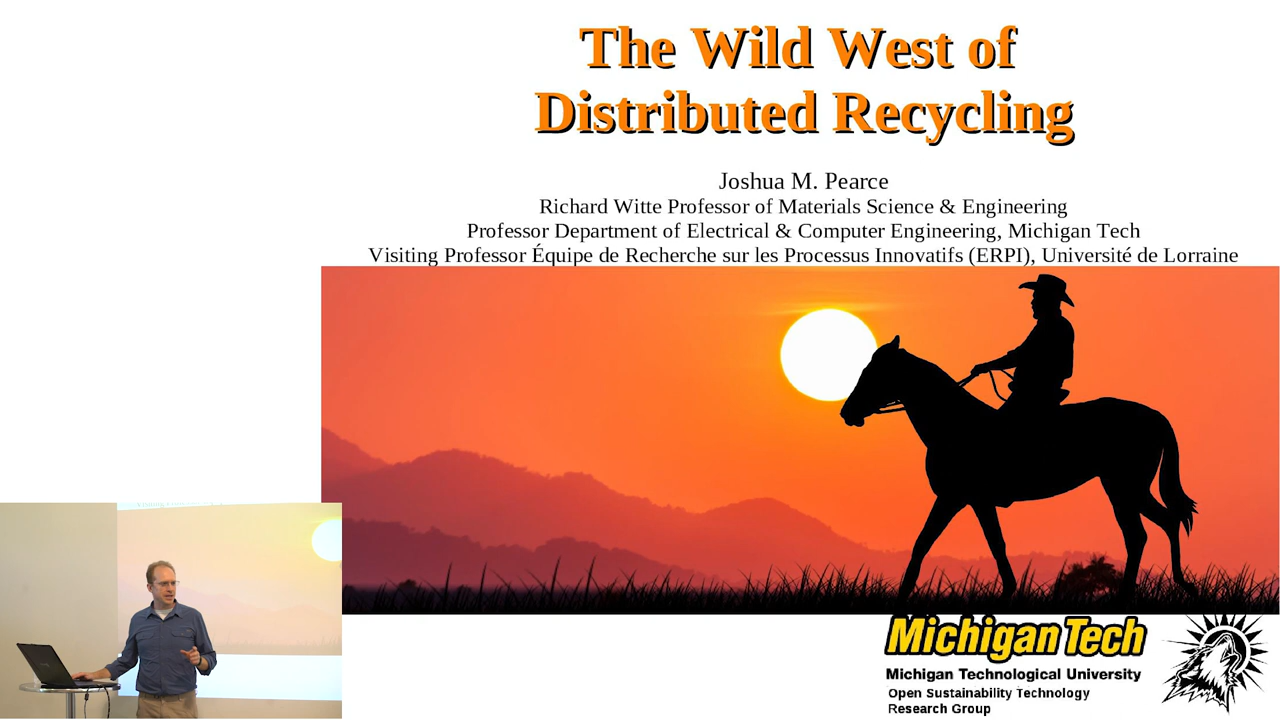 The Wild West of
Distributed Recycling
Joshua M. Pearce
Richard Witte Professor of Materials Science & Engineering
Professor Department of Electrical & Computer Engineering, Michigan Tech
Visiting Professor Équipe de Recherche sur les Processus Innovatifs (ERPI), Université de Lorraine
Michigan Tech
Michigan Technological University
Open Sustainability Technology
Research Group